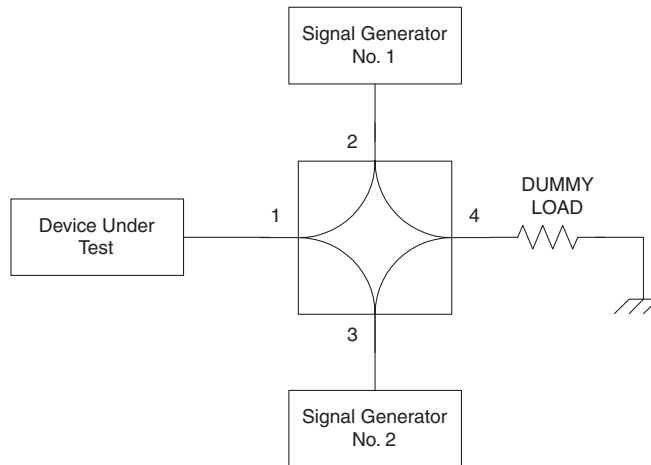 Signal Generator
No. 1
2
DUMMY
LOAD
Device Under
Test
1
4
3
Signal Generator
No. 2